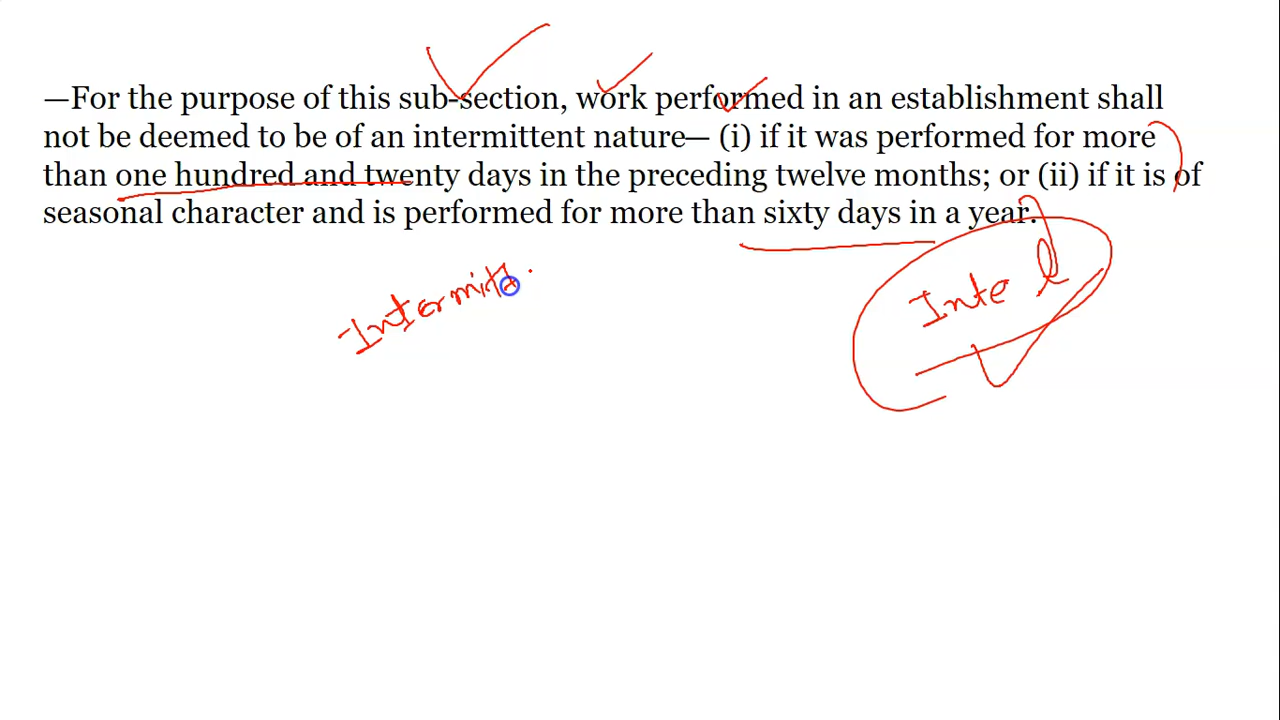 —For the purpose of this sub-section, work performed in an establishment shall
not be deemed to be of an intermittent nature— (i) if it was performed for more
than one hundred and twenty days in the preceding twelve months; or (ii) if it is of
seasonal character and is performed for more than sixty days in a year.
Inte l